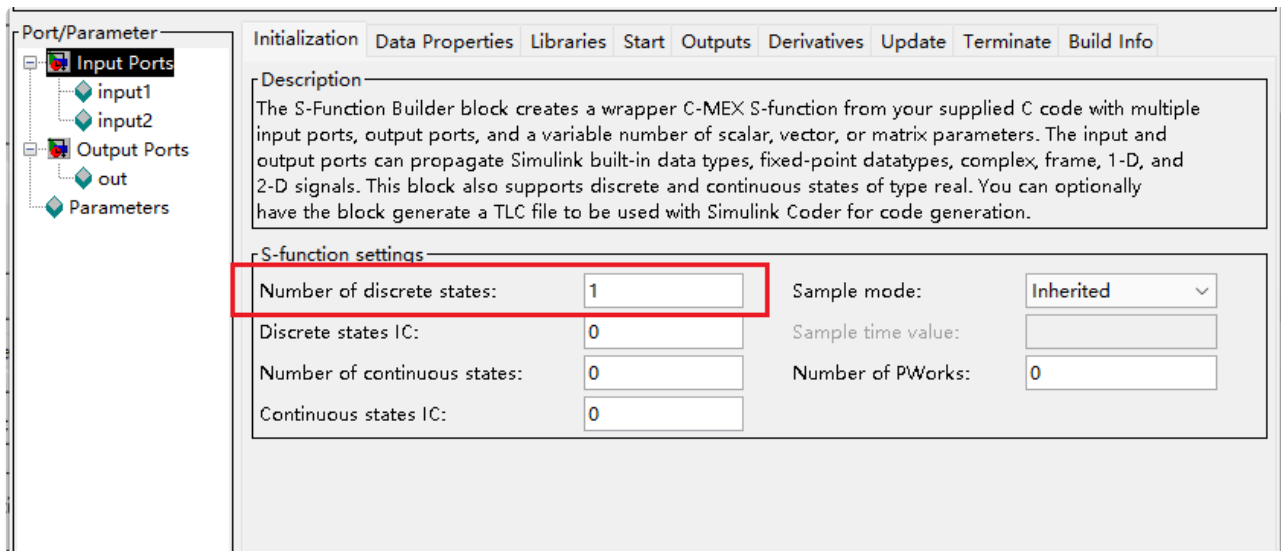 Port/Parameter
Input Ports
input1
input2
Output Ports
out
Parameters
Initialization Data Properties Libraries Start Outputs Derivatives Update Terminate Build Info
Description
The S-Function Builder block creates a wrapper C-MEX S-function from your supplied C code with multiple
input ports, output ports, and a variable number of scalar, vector, or matrix parameters. The input and
output ports can propagate Simulink built-in data types, fixed-point datatypes, complex, frame, 1-D, and
2-D signals. This block also supports discrete and continuous states of type real. You can optionally
have the block generate a TLC file to be used with Simulink Coder for code generation.
S-function settings
Number of discrete states: 1 Sample mode: Inherited
Discrete states IC: 0 Sample time value:
Number of continuous states: 0 Number of PWorks: 0
Continuous states IC: 0